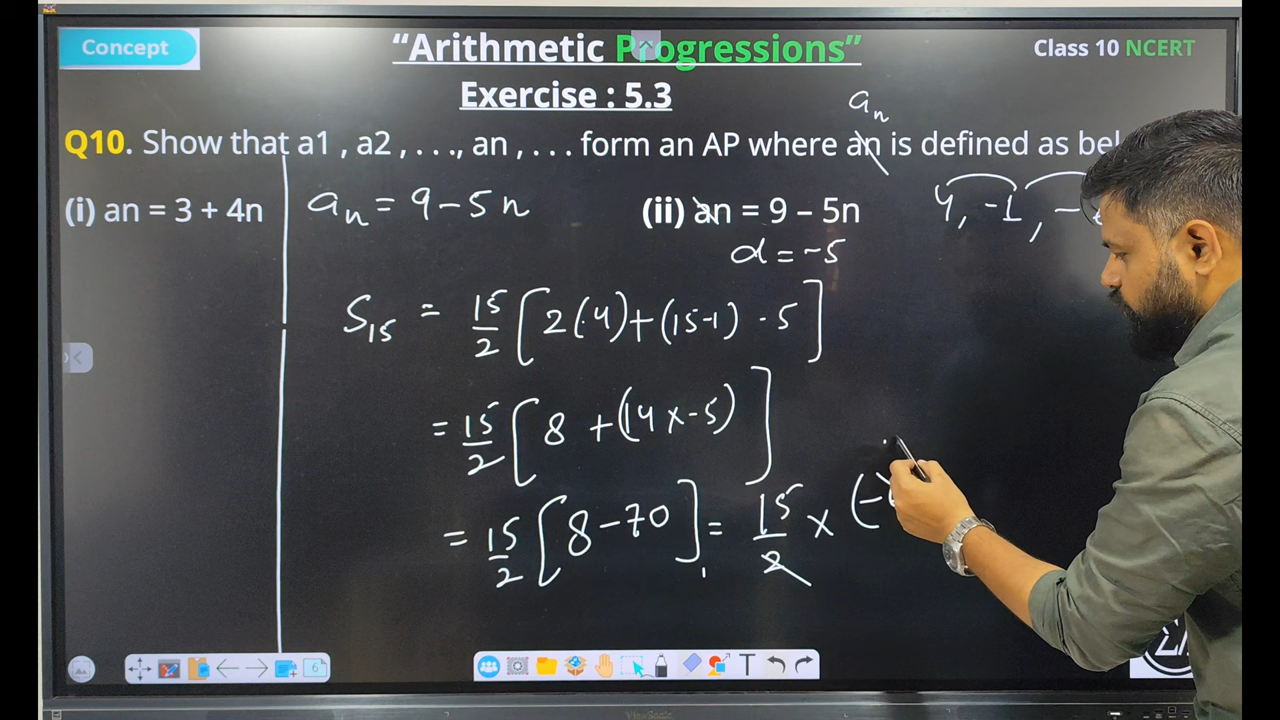 Concept
“Arithmetic Progressions”
Class 10 NCERT
Exercise : 5.3
an
Q10. Show that a1 , a2 , . . ., an , . . . form an AP where an is defined as bel
(i) an = 3 + 4n
an = 9 - 5n
(ii) an = 9 – 5n
4, -1, -
d = -5
S15 = 15/2 [2(4)+(15-1) - 5]
= 15/2 [8 + (14 x -5)]
= 15/2 [8 - 70] = 15/2 x (-
6
ViewSonic